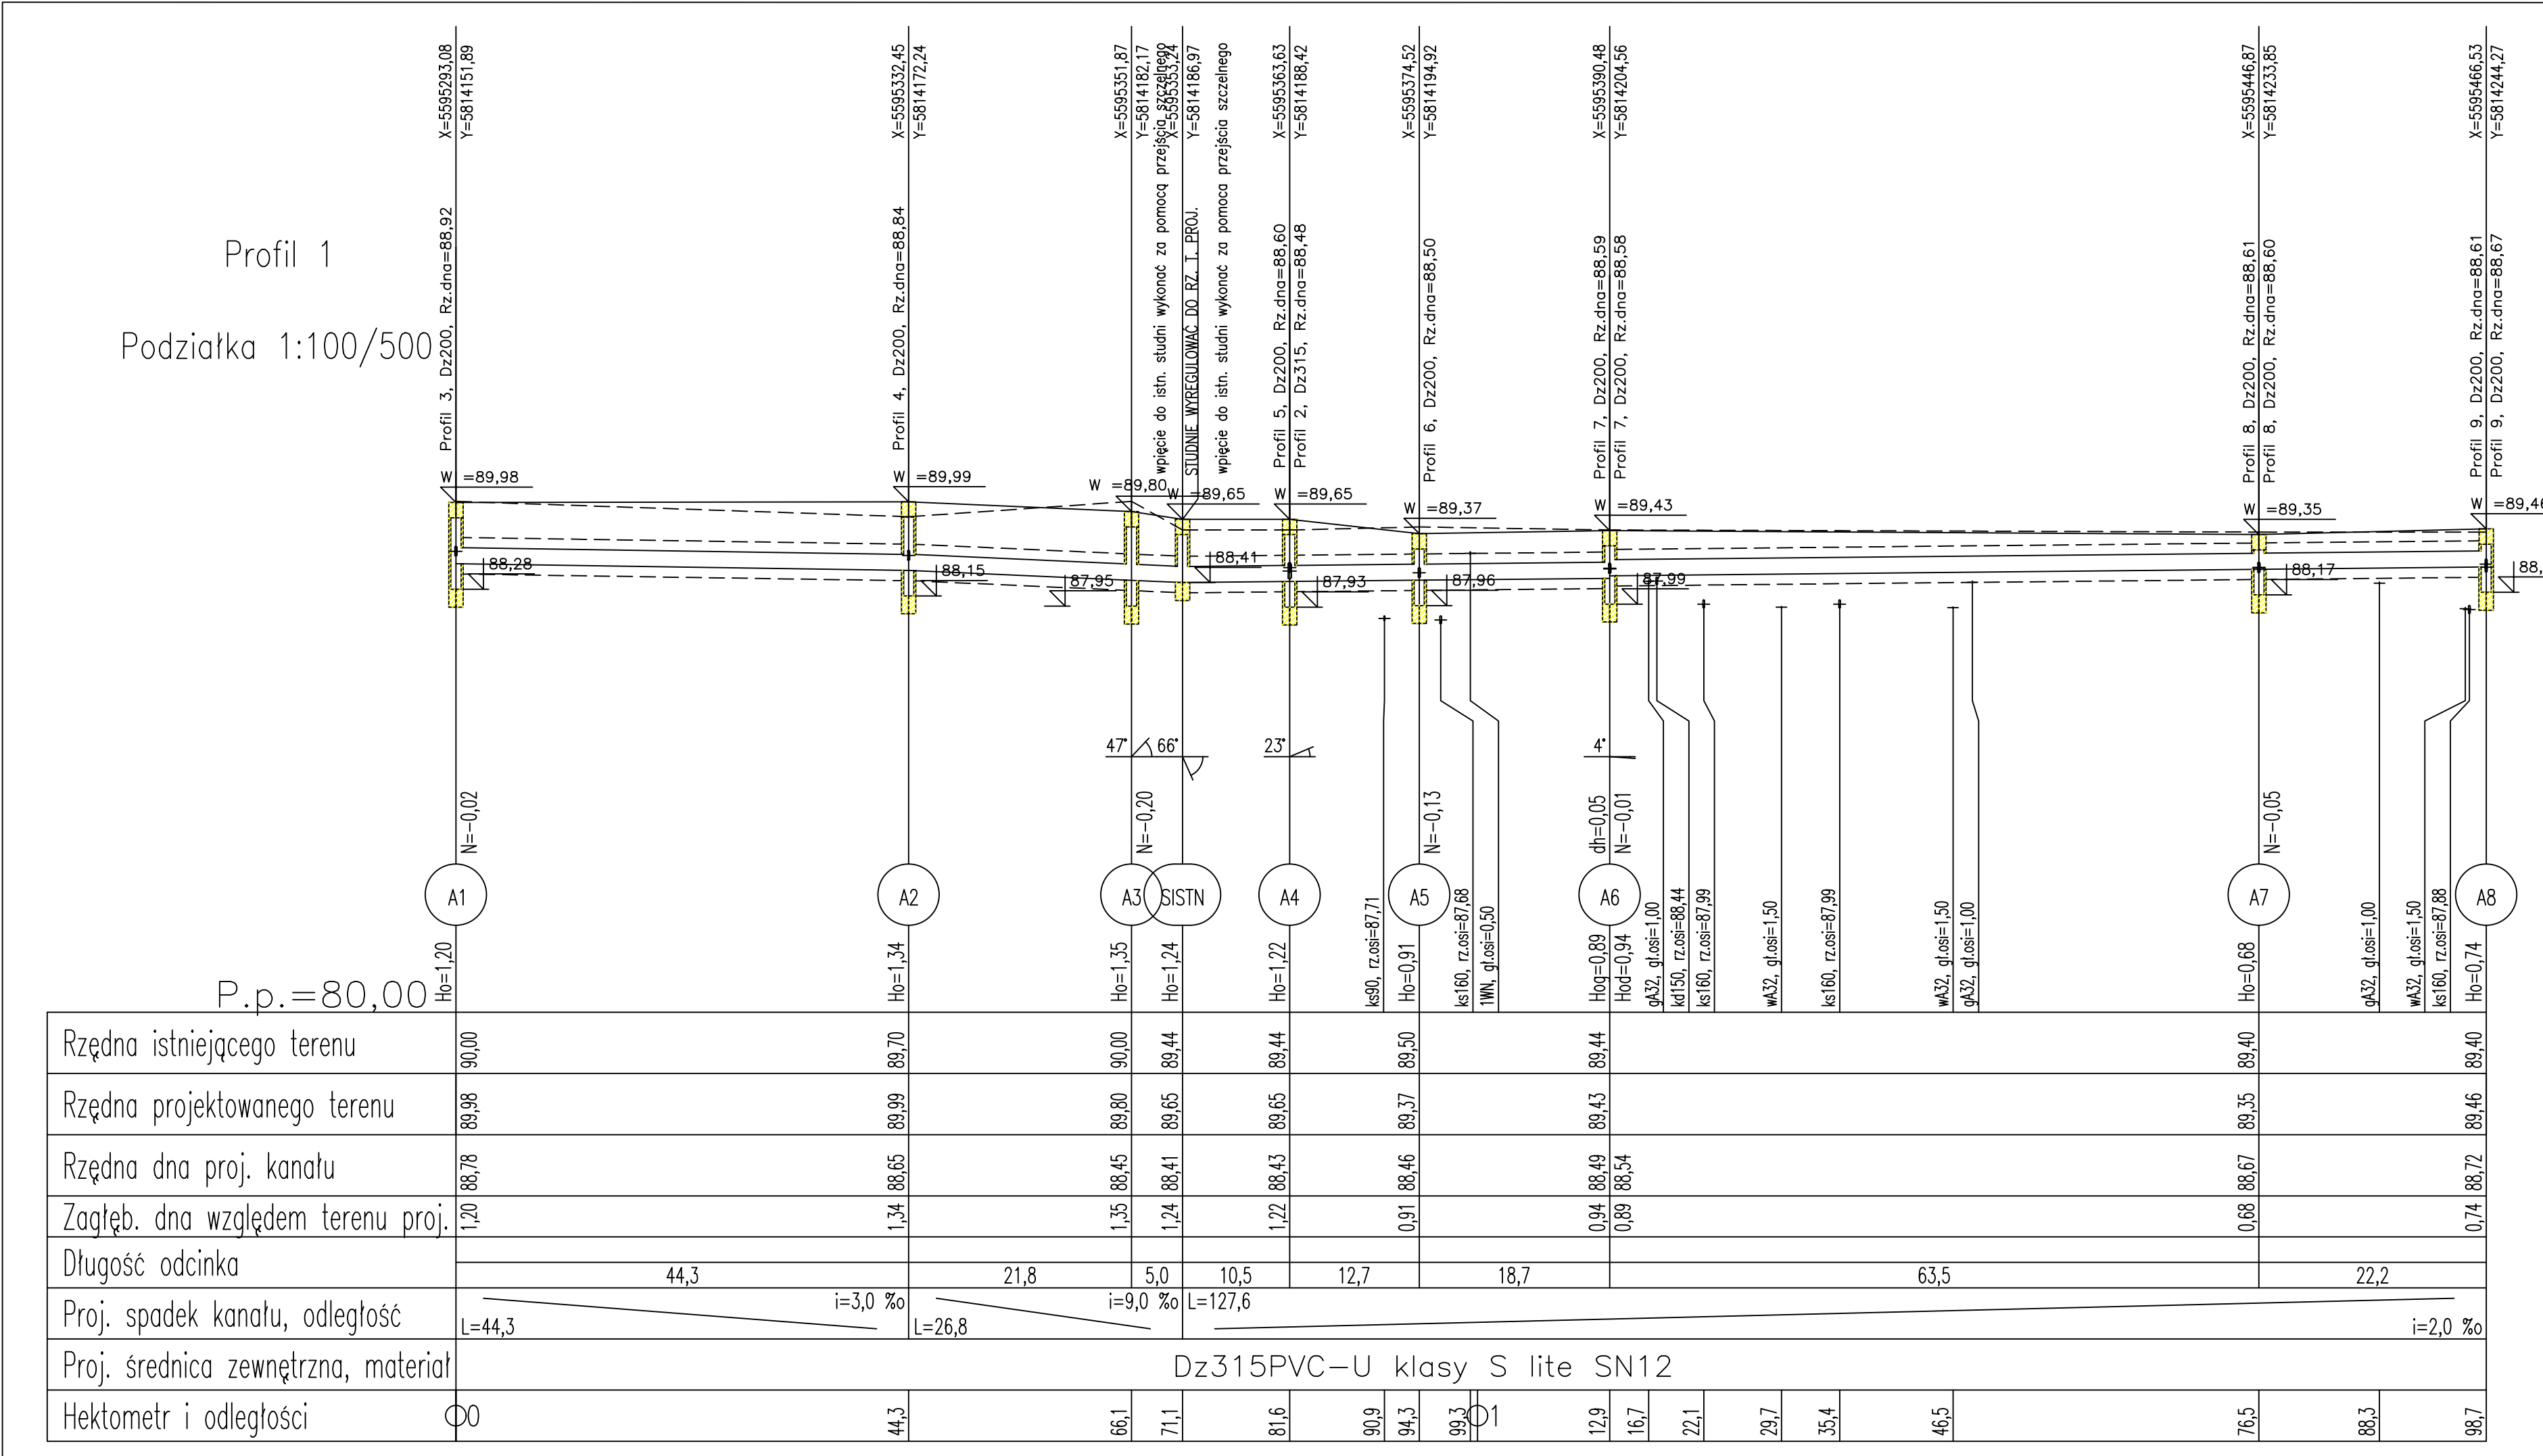 Profil 1
Podziałka 1:100/500
X=5595293,08
Y=5814151,89
X=5595332,45
Y=5814172,24
X=5595351,87
Y=5814182,17
X=5595353,24
Y=5814186,97
X=5595363,63
Y=5814188,42
X=5595374,52
Y=5814194,92
X=5595390,48
Y=5814204,56
X=5595446,87
Y=5814233,85
X=5595466,53
Y=5814244,27
Profil 3, Dz200, Rz.dna=88,92
Profil 4, Dz200, Rz.dna=88,84
wpięcie do istn. studni wykonać za pomocą przejścia szczelnego
STUDNIE WYREGULOWAĆ DO RZ. T. PROJ.
wpięcie do istn. studni wykonać za pomocą przejścia szczelnego
Profil 5, Dz200, Rz.dna=88,60
Profil 2, Dz315, Rz.dna=88,48
Profil 6, Dz200, Rz.dna=88,50
Profil 7, Dz200, Rz.dna=88,59
Profil 7, Dz200, Rz.dna=88,58
Profil 8, Dz200, Rz.dna=88,61
Profil 8, Dz200, Rz.dna=88,60
Profil 9, Dz200, Rz.dna=88,61
Profil 9, Dz200, Rz.dna=88,67
W =89,98
W =89,99
W =89,80
W =89,65
W =89,65
W =89,37
W =89,43
W =89,35
W =89,46
88,28
88,15
87,95
88,41
87,93
87,96
87,99
88,17
88,
47° 66° 23° 4°
N=-0,02
N=-0,20
N=-0,13
dh=0,05
N=-0,01
N=-0,05
A1 A2 A3 SISTN A4 A5 A6 A7 A8
P.p.=80,00
Ho=1,20
Ho=1,34
Ho=1,35
Ho=1,24
Ho=1,22
ks90, rz.osi=87,71
Ho=0,91
ks160, rz.osi=87,68
1WN, gł.osi=0,50
Hog=0,89
Hod=0,94
gA32, gł.osi=1,00
kd150, rz.osi=88,44
ks160, rz.osi=87,99
wA32, gł.osi=1,50
ks160, rz.osi=87,99
wA32, gł.osi=1,50
gA32, gł.osi=1,00
Ho=0,68
gA32, gł.osi=1,00
wA32, gł.osi=1,50
ks160, rz.osi=87,88
Ho=0,74
Rzędna istniejącego terenu 90,00 89,70 90,00 89,44 89,44 89,50 89,44 89,40 89,40
Rzędna projektowanego terenu 89,98 89,99 89,80 89,65 89,65 89,37 89,43 89,35 89,46
Rzędna dna proj. kanału 88,78 88,65 88,45 88,41 88,43 88,46 88,49 88,54 88,67 88,72
Zagłęb. dna względem terenu proj. 1,20 1,34 1,35 1,24 1,22 0,91 0,94 0,89 0,68 0,74
Długość odcinka 44,3 21,8 5,0 10,5 12,7 18,7 63,5 22,2
Proj. spadek kanału, odległość L=44,3 i=3,0 ‰ L=26,8 i=9,0 ‰ L=127,6 i=2,0 ‰
Proj. średnica zewnętrzna, materiał Dz315PVC-U klasy S lite SN12
Hektometr i odległości 0 44,3 66,1 71,1 81,6 90,9 94,3 99,3 1 12,9 16,7 22,1 29,7 35,4 46,5 76,5 88,3 98,7